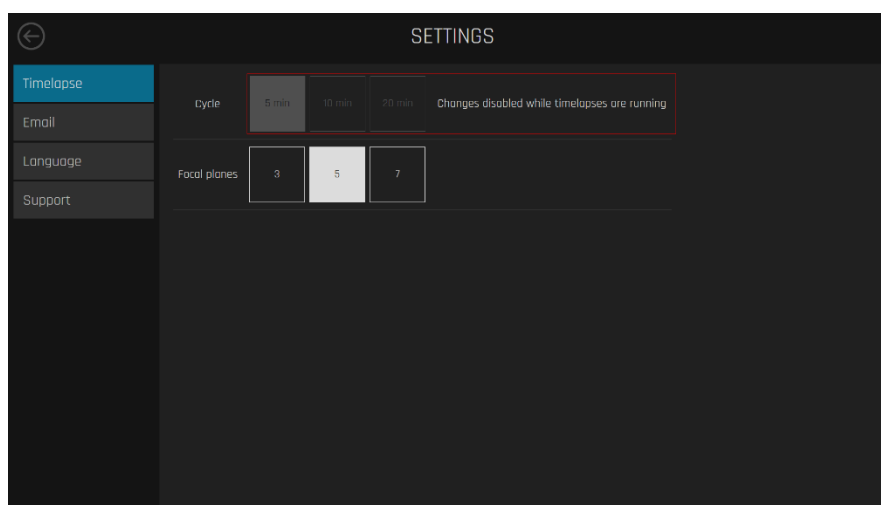 SETTINGS
Timelapse
Email
Language
Support
Cycle 5 min 10 min 20 min Changes disabled while timelapses are running
Focal planes 3 5 7